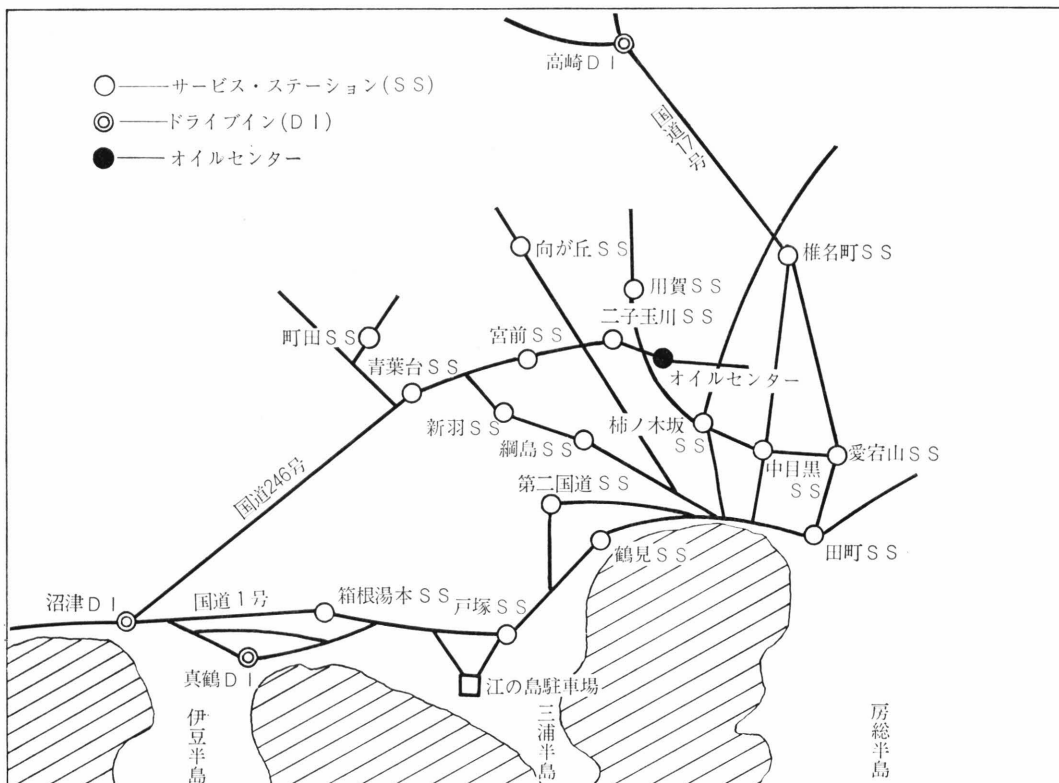 高崎ＤＩ
○――サービス・ステーション(ＳＳ)
◎――ドライブイン(ＤＩ)
●――オイルセンター
国道17号
向が丘ＳＳ
椎名町ＳＳ
用賀ＳＳ
二子玉川ＳＳ
町田ＳＳ
宮前ＳＳ
青葉台ＳＳ
オイルセンター
新羽ＳＳ
柿ノ木坂
ＳＳ
綱島ＳＳ
愛宕山ＳＳ
中目黒
ＳＳ
国道246号
第二国道ＳＳ
鶴見ＳＳ
田町ＳＳ
沼津ＤＩ
国道1号
箱根湯本ＳＳ
戸塚ＳＳ
真鶴ＤＩ
江の島駐車場
伊豆半島
三浦半島
房総半島